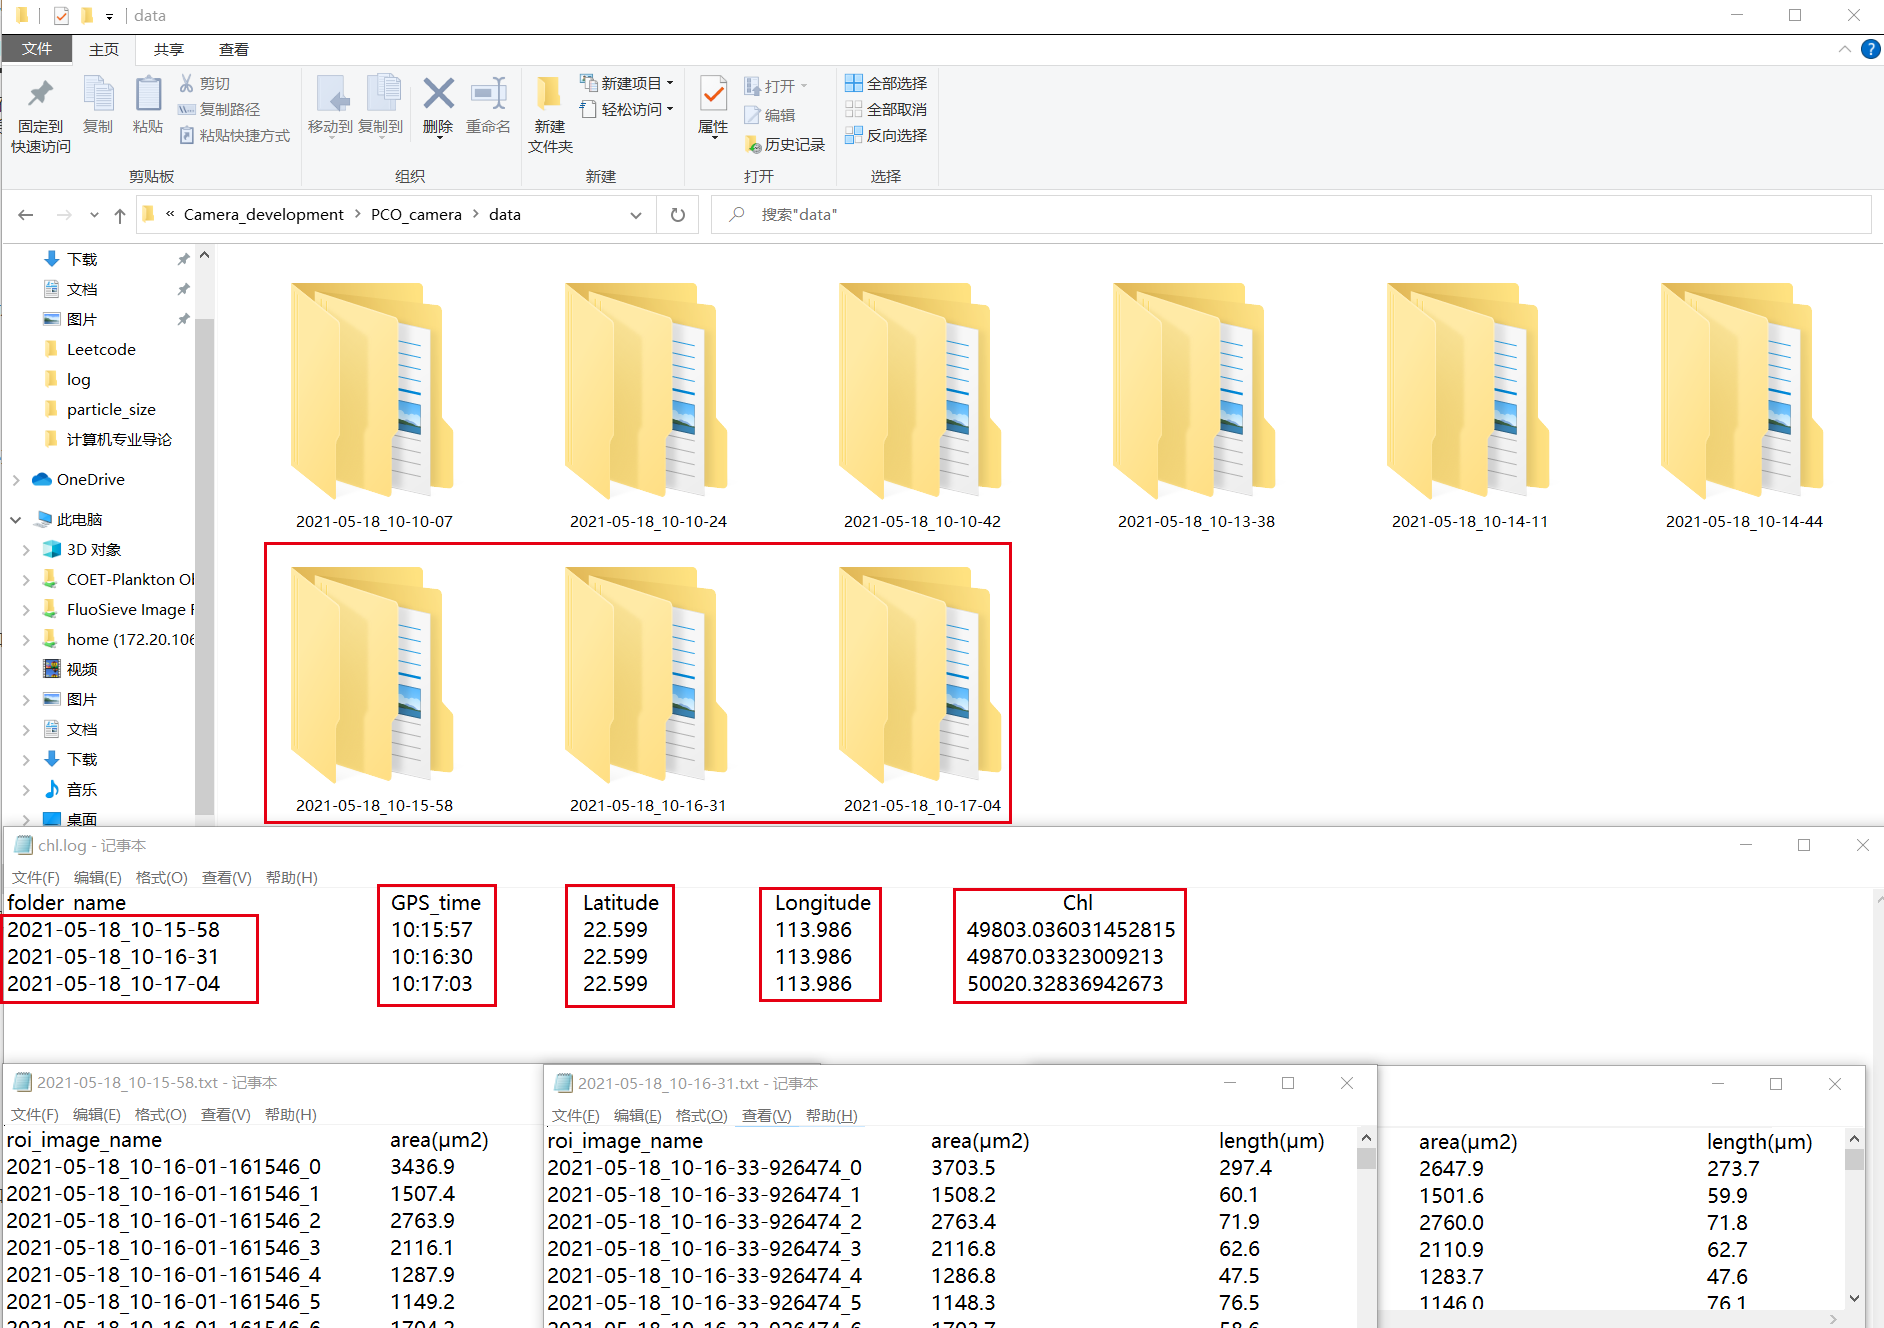 data
文件 主页 共享 查看
固定到
快速访问
复制
粘贴
剪切
复制路径
粘贴快捷方式
剪贴板
移动到
复制到
删除
重命名
组织
新建
文件夹
新建项目
轻松访问
新建
属性
打开
编辑
历史记录
打开
全部选择
全部取消
反向选择
选择
« Camera_development > PCO_camera > data
搜索"data"
下载
文档
图片
Leetcode
log
particle_size
计算机专业导论
OneDrive
此电脑
3D 对象
COET-Plankton
FluoSieve Image
home (172.20.106
视频
图片
文档
下载
音乐
桌面
2021-05-18_10-10-07 2021-05-18_10-10-24 2021-05-18_10-10-42 2021-05-18_10-13-38 2021-05-18_10-14-11 2021-05-18_10-14-44
2021-05-18_10-15-58 2021-05-18_10-16-31 2021-05-18_10-17-04
chl.log - 记事本
文件(F) 编辑(E) 格式(O) 查看(V) 帮助(H)
folder_name GPS_time Latitude Longitude Chl
2021-05-18_10-15-58 10:15:57 22.599 113.986 49803.036031452815
2021-05-18_10-16-31 10:16:30 22.599 113.986 49870.03323009213
2021-05-18_10-17-04 10:17:03 22.599 113.986 50020.32836942673
2021-05-18_10-15-58.txt - 记事本
文件(F) 编辑(E) 格式(O) 查看(V) 帮助(H)
roi_image_name area(μm2)
2021-05-18_10-16-01-161546_0 3436.9
2021-05-18_10-16-01-161546_1 1507.4
2021-05-18_10-16-01-161546_2 2763.9
2021-05-18_10-16-01-161546_3 2116.1
2021-05-18_10-16-01-161546_4 1287.9
2021-05-18_10-16-01-161546_5 1149.2
2021-05-18_10-16-01-161546_6 1704.2
2021-05-18_10-16-31.txt - 记事本
文件(F) 编辑(E) 格式(O) 查看(V) 帮助(H)
roi_image_name area(μm2) length(μm)
2021-05-18_10-16-33-926474_0 3703.5 297.4
2021-05-18_10-16-33-926474_1 1508.2 60.1
2021-05-18_10-16-33-926474_2 2763.4 71.9
2021-05-18_10-16-33-926474_3 2116.8 62.6
2021-05-18_10-16-33-926474_4 1286.8 47.5
2021-05-18_10-16-33-926474_5 1148.3 76.5
2021-05-18_10-16-33-926474_6 1703.7 58.6
area(μm2) length(μm)
2647.9 273.7
1501.6 59.9
2760.0 71.8
2110.9 62.7
1283.7 47.6
1146.0 76.1